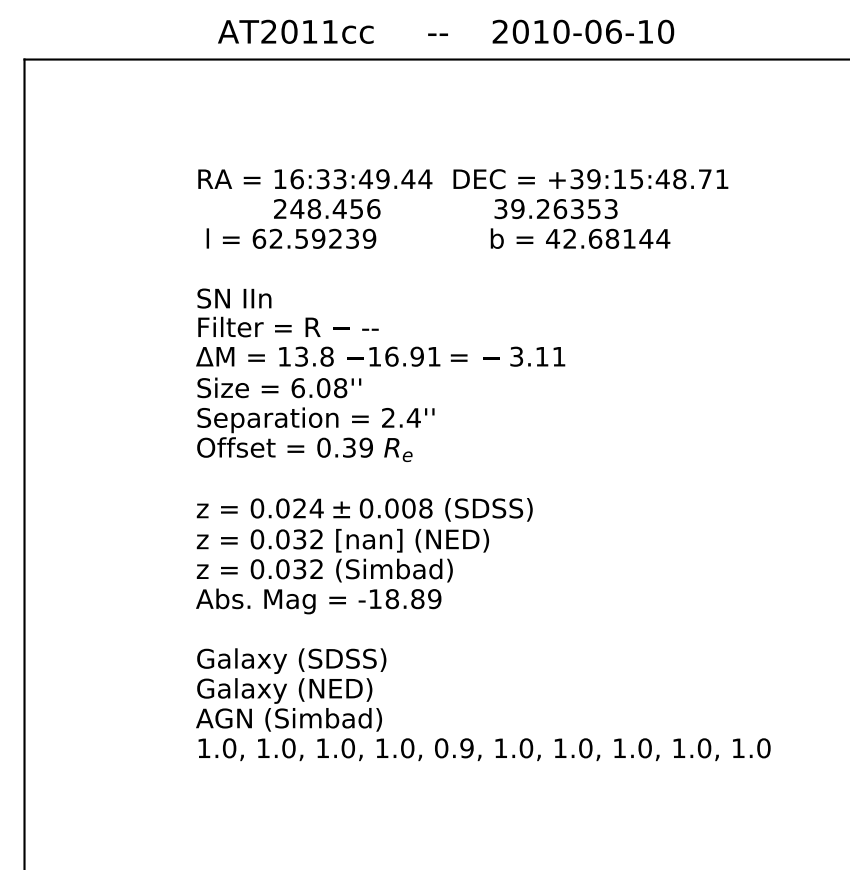 AT2011cc -- 2010-06-10
RA = 16:33:49.44 DEC = +39:15:48.71
248.456 39.26353
l = 62.59239 b = 42.68144
SN IIn
Filter = R − --
ΔM = 13.8 −16.91 = − 3.11
Size = 6.08''
Separation = 2.4''
Offset = 0.39 Rₑ
z = 0.024 ± 0.008 (SDSS)
z = 0.032 [nan] (NED)
z = 0.032 (Simbad)
Abs. Mag = -18.89
Galaxy (SDSS)
Galaxy (NED)
AGN (Simbad)
1.0, 1.0, 1.0, 1.0, 0.9, 1.0, 1.0, 1.0, 1.0, 1.0